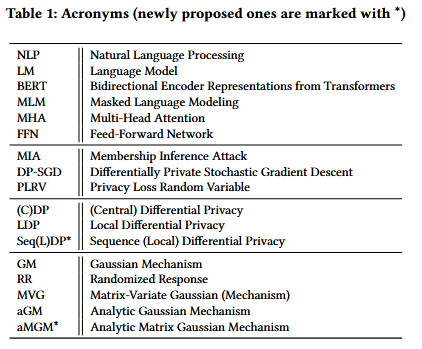 Table 1: Acronyms (newly proposed ones are marked with *)
NLP Natural Language Processing
LM Language Model
BERT Bidirectional Encoder Representations from Transformers
MLM Masked Language Modeling
MHA Multi-Head Attention
FFN Feed-Forward Network
MIA Membership Inference Attack
DP-SGD Differentially Private Stochastic Gradient Descent
PLRV Privacy Loss Random Variable
(C)DP (Central) Differential Privacy
LDP Local Differential Privacy
Seq(L)DP* Sequence (Local) Differential Privacy
GM Gaussian Mechanism
RR Randomized Response
MVG Matrix-Variate Gaussian (Mechanism)
aGM Analytic Gaussian Mechanism
aMGM* Analytic Matrix Gaussian Mechanism